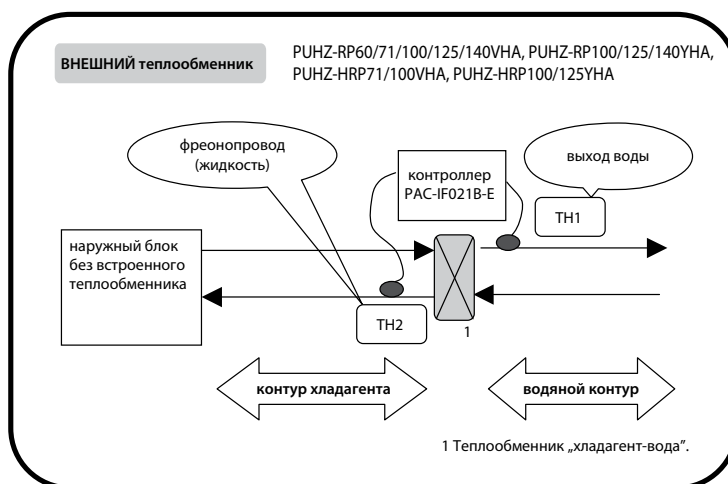 ВНЕШНИЙ теплообменник
PUHZ-RP60/71/100/125/140VHA, PUHZ-RP100/125/140YHA,
PUHZ-HRP71/100VHA, PUHZ-HRP100/125YHA
фреонопровод
(жидкость)
контроллер
PAC-IF021B-E
выход воды
TH1
наружный блок
без встроенного
теплообменника
TH2
1
контур хладагента
водяной контур
1 Теплообменник „хладагент-вода”.